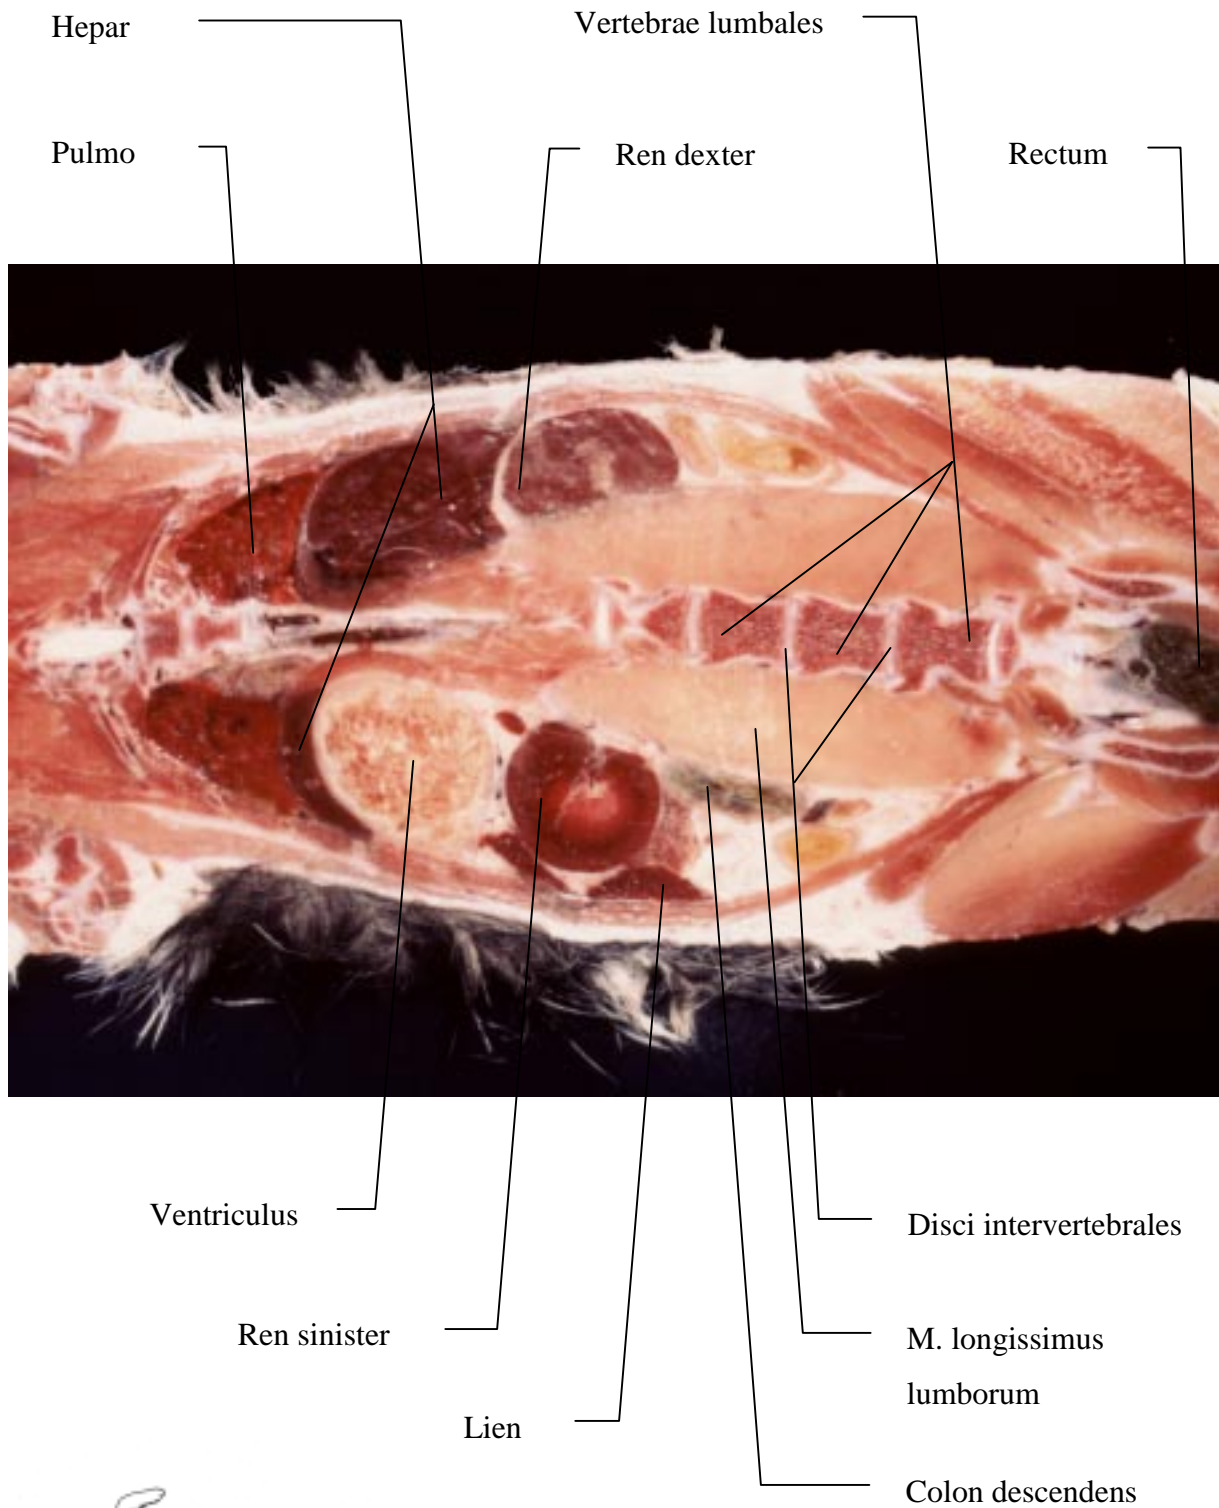 Hepar
Vertebrae lumbales
Pulmo
Ren dexter
Rectum
Ventriculus
Disci intervertebrales
Ren sinister
M. longissimus
lumborum
Lien
Colon descendens